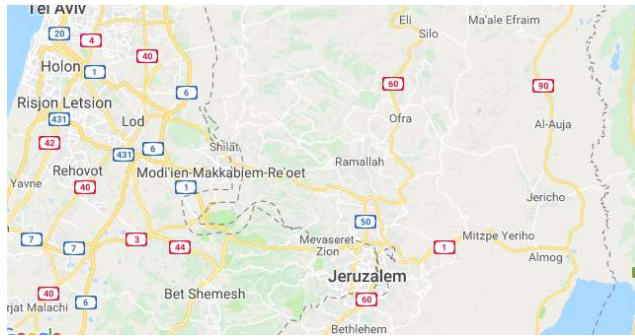 Tel Aviv
Eli
Silo
Ma'ale Efraim
20
4
40
60
Holon
1
6
90
Risjon Letsion
431
Lod
Ofra
Al-Auja
42
431
6
Shilat
Ramallah
Rehovot
Modi'ien-Makkabiem-Re'oet
Yavne
40
1
Jericho
50
7
7
3
44
Mevaseret
Zion
1
Mitzpe Yeriho
Almog
Jeruzalem
40
6
Bet Shemesh
60
rjat Malachi
Bethlehem